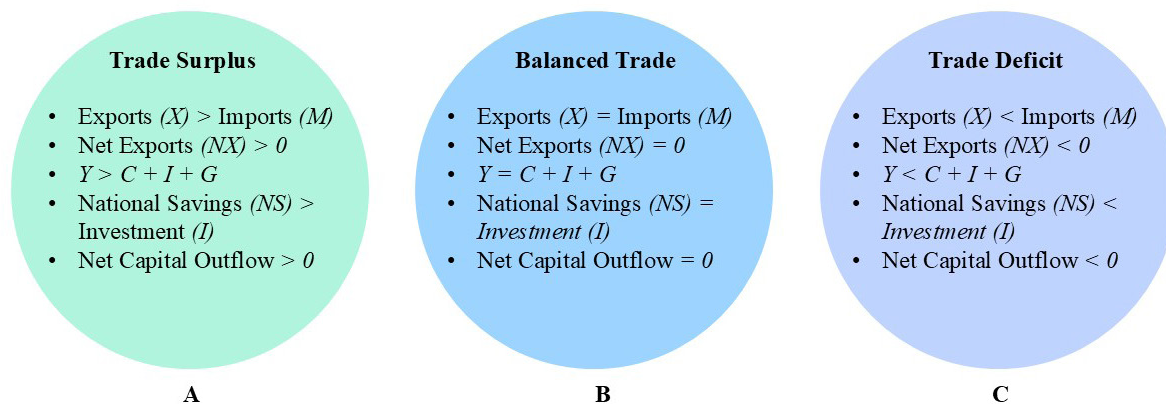 Trade Surplus
• Exports (X) > Imports (M)
• Net Exports (NX) > 0
• Y > C + I + G
• National Savings (NS) >
Investment (I)
• Net Capital Outflow > 0
A
Balanced Trade
• Exports (X) = Imports (M)
• Net Exports (NX) = 0
• Y = C + I + G
• National Savings (NS) =
Investment (I)
• Net Capital Outflow = 0
B
Trade Deficit
• Exports (X) < Imports (M)
• Net Exports (NX) < 0
• Y < C + I + G
• National Savings (NS) <
Investment (I)
• Net Capital Outflow < 0
C